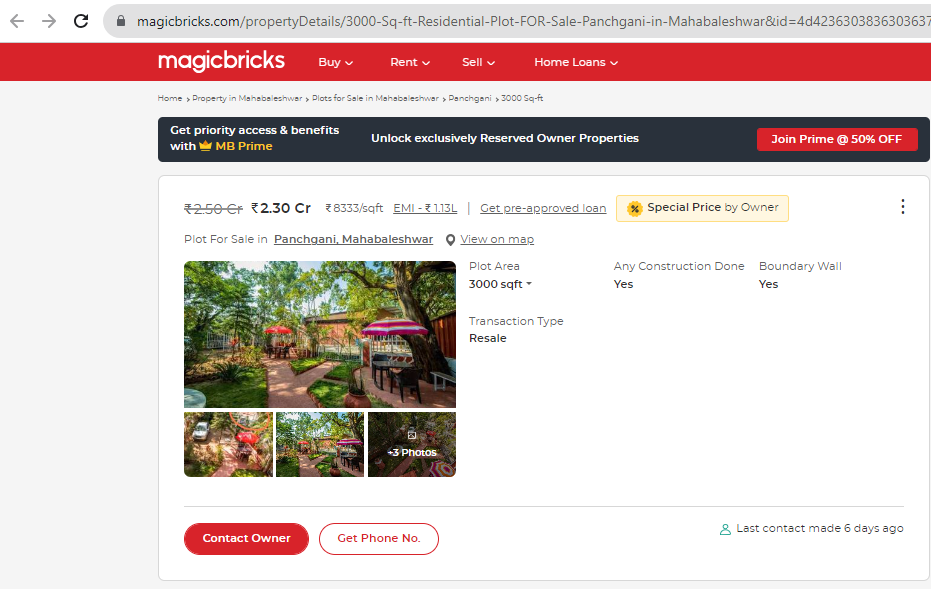 magicbricks.com/propertyDetails/3000-Sq-ft-Residential-Plot-FOR-Sale-Panchgani-in-Mahabaleshwar&id=4d4236303836303637
magicbricks Buy Rent Sell Home Loans
Home > Property in Mahabaleshwar > Plots for Sale in Mahabaleshwar > Panchgani > 3000 Sq-ft
Get priority access & benefits
with MB Prime
Unlock exclusively Reserved Owner Properties
Join Prime @ 50% OFF
₹2.50 Cr ₹2.30 Cr ₹8333/sqft EMI - ₹1.13L | Get pre-approved loan % Special Price by Owner
Plot For Sale in Panchgani, Mahabaleshwar View on map
Plot Area
3000 sqft
Any Construction Done
Yes
Boundary Wall
Yes
Transaction Type
Resale
+3 Photos
Contact Owner Get Phone No.
Last contact made 6 days ago